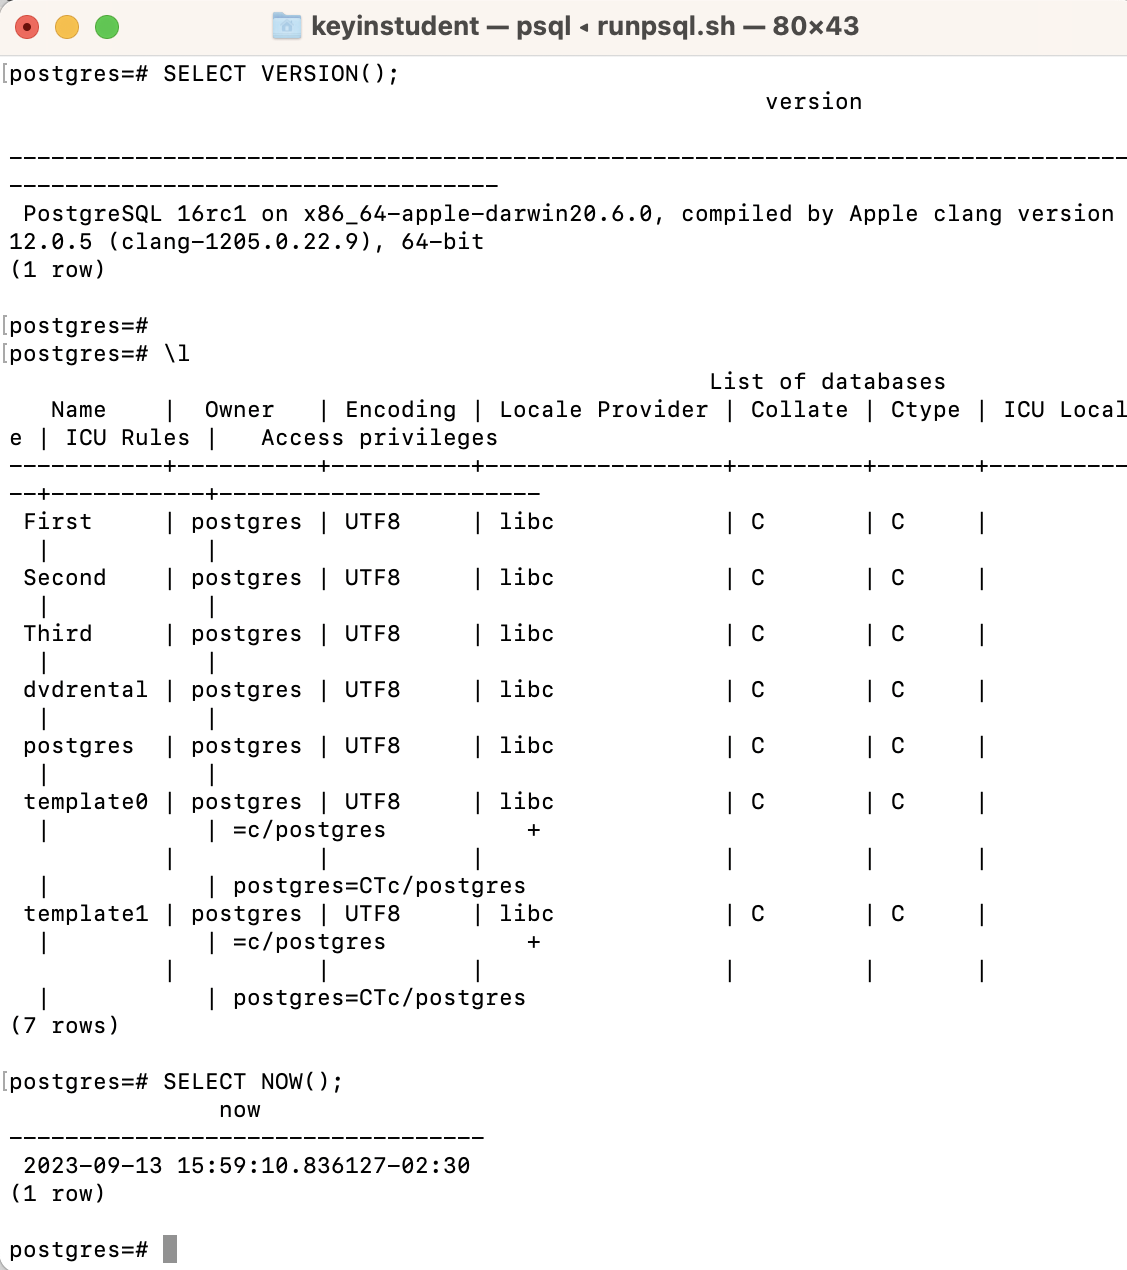 keyinstudent — psql ◂ runpsql.sh — 80×43
[postgres=# SELECT VERSION();
                                                      version

--------------------------------------------------------------------------------
-----------------------------------
 PostgreSQL 16rc1 on x86_64-apple-darwin20.6.0, compiled by Apple clang version
12.0.5 (clang-1205.0.22.9), 64-bit
(1 row)

[postgres=#
[postgres=# \l
                                                  List of databases
   Name    |  Owner   | Encoding | Locale Provider | Collate | Ctype | ICU Local
e | ICU Rules |   Access privileges
-----------+----------+----------+-----------------+---------+-------+----------
--+-----------+-----------------------
 First     | postgres | UTF8     | libc            | C       | C     |
  |           |
 Second    | postgres | UTF8     | libc            | C       | C     |
  |           |
 Third     | postgres | UTF8     | libc            | C       | C     |
  |           |
 dvdrental | postgres | UTF8     | libc            | C       | C     |
  |           |
 postgres  | postgres | UTF8     | libc            | C       | C     |
  |           |
 template0 | postgres | UTF8     | libc            | C       | C     |
  |           | =c/postgres          +
           |          |          |                 |         |       |
  |           | postgres=CTc/postgres
 template1 | postgres | UTF8     | libc            | C       | C     |
  |           | =c/postgres          +
           |          |          |                 |         |       |
  |           | postgres=CTc/postgres
(7 rows)

[postgres=# SELECT NOW();
               now
----------------------------------
 2023-09-13 15:59:10.836127-02:30
(1 row)

postgres=#